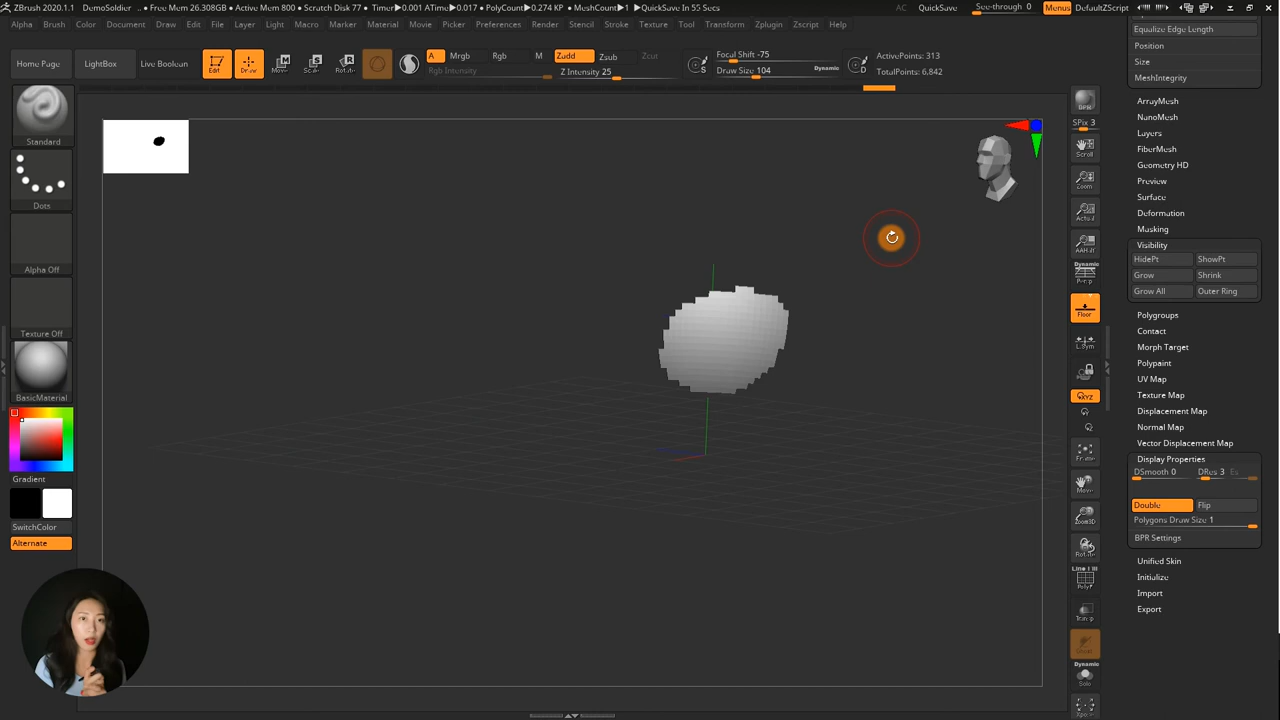 ZBrush 2020.1.1 DemoSoldier .. • Free Mem 26.308GB • Active Mem 800 • Scratch Disk 77 • Timer▶0.001 ATime▶0.017 • PolyCount▶0.274 KP • MeshCount▶1 ▶QuickSave In 55 Secs AC QuickSave See-through 0 Menus DefaultZScript
Alpha Brush Color Document Draw Edit File Layer Light Macro Marker Material Movie Picker Preferences Render Stencil Stroke Texture Tool Transform Zplugin Zscript Help
Home Page LightBox Live Boolean Edit Draw Move Scale Rotate
A Mrgb Rgb M Zadd Zsub Zcut
Rgb Intensity Z Intensity 25
Focal Shift -75
Draw Size 104 Dynamic
S D
ActivePoints: 313
TotalPoints: 6,842
Standard
Dots
Alpha Off
Texture Off
BasicMaterial
Gradient
SwitchColor
Alternate
BPR
SPix 3
Scroll
Zoom
Actual
AAHalf
Dynamic
Persp
Floor
L.Sym
XYZ
Frame
Move
Zoom3D
Rotate
Line Fill
PolyF
Transp
Ghost
Dynamic
Solo
Xpose
Equalize Edge Length
Position
Size
MeshIntegrity
ArrayMesh
NanoMesh
Layers
FiberMesh
Geometry HD
Preview
Surface
Deformation
Masking
Visibility
HidePt ShowPt
Grow Shrink
Grow All Outer Ring
Polygroups
Contact
Morph Target
Polypaint
UV Map
Texture Map
Displacement Map
Normal Map
Vector Displacement Map
Display Properties
DSmooth 0 DRes 3 Es
Double Flip
Polygons Draw Size 1
BPR Settings
Unified Skin
Initialize
Import
Export